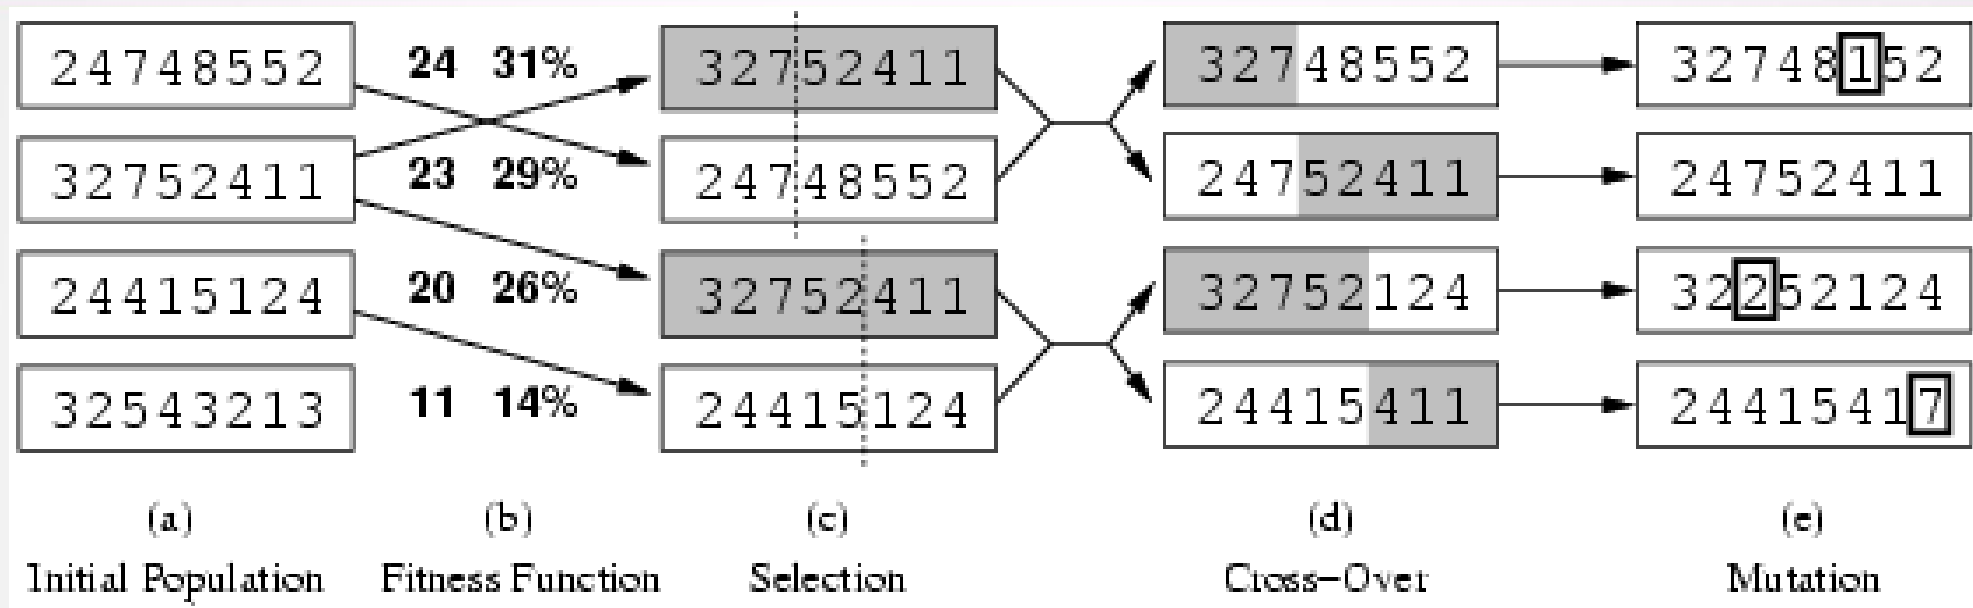 24748552 24 31% 32752411 32748552 32748152
32752411 23 29% 24748552 24752411 24752411
24415124 20 26% 32752411 32752124 32252124
32543213 11 14% 24415124 24415411 24415417
(a) (b) (c) (d) (e)
Initial Population Fitness Function Selection Cross-Over Mutation